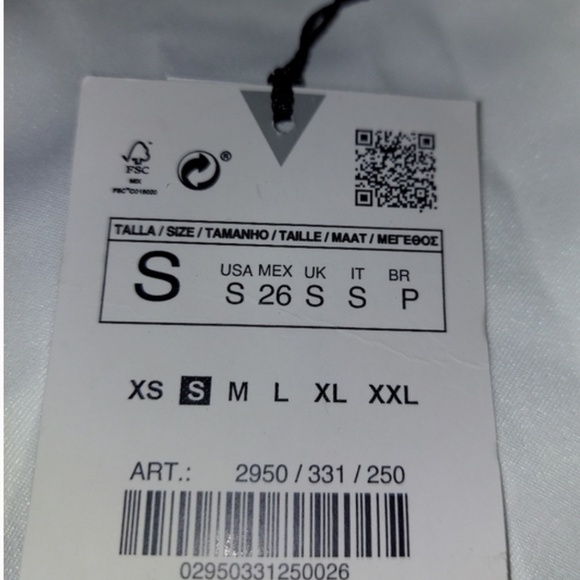 FSC
MIX
FSC® C018020
®
TALLA / SIZE / TAMANHO / TAILLE / MAAT / ΜΕΓΕΘΟΣ
S
USA MEX UK IT BR
S 26 S S P
XS S M L XL XXL
ART.: 2950 / 331 / 250
02950331250026